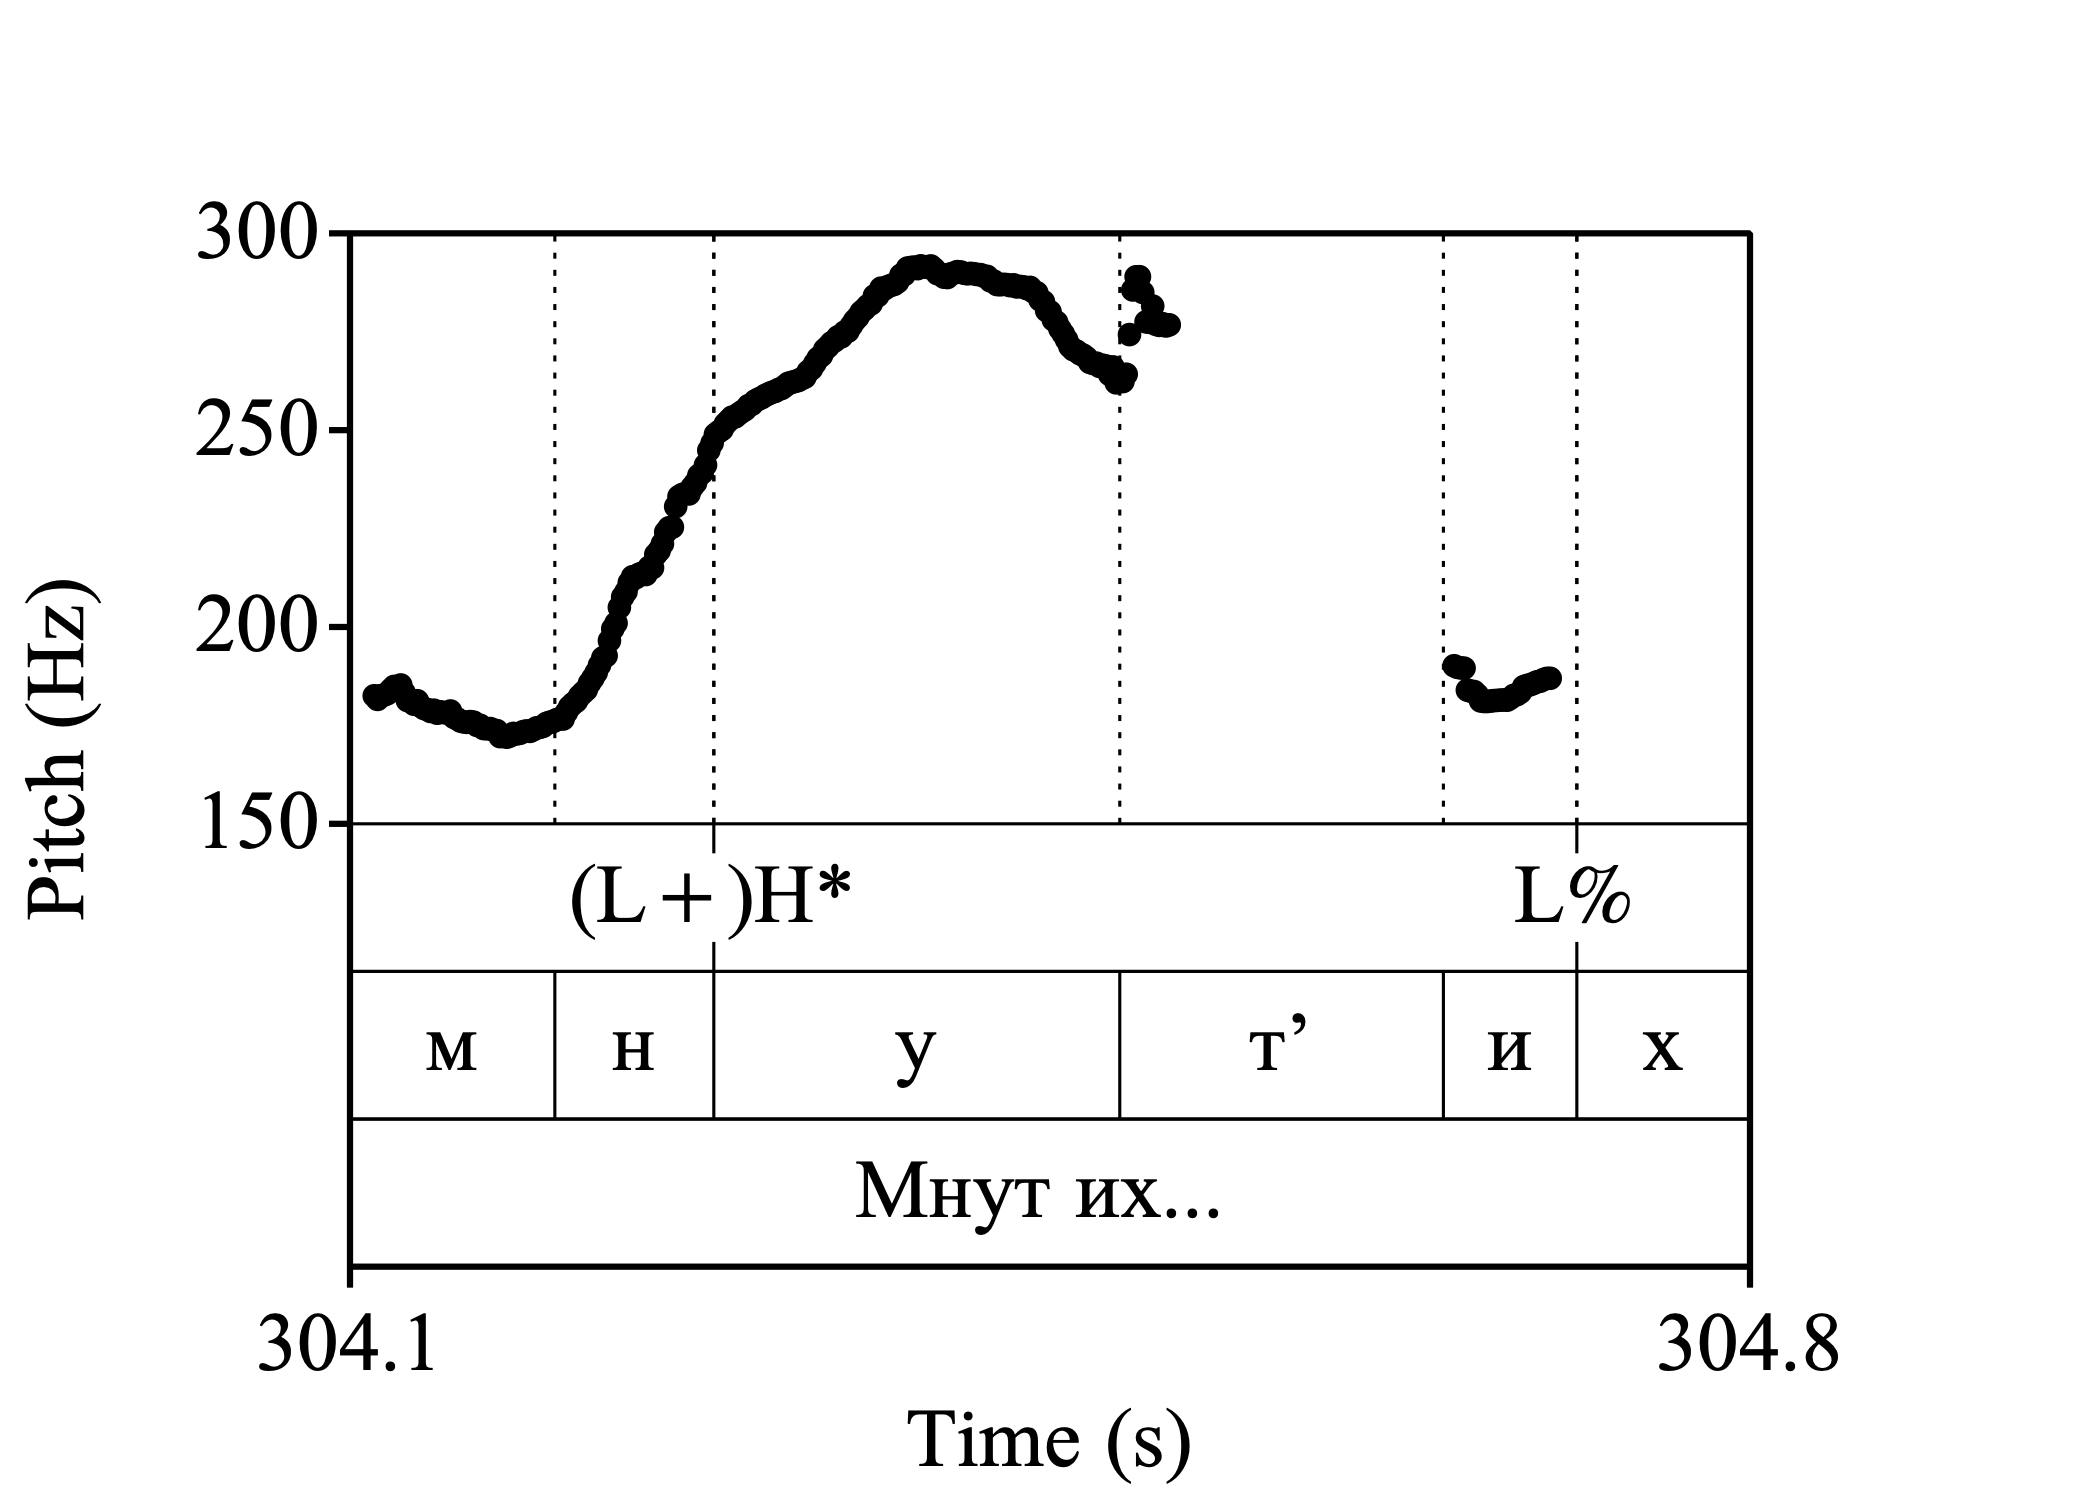 300
250
200
150
Pitch (Hz)
(L+)H* L%
м н у т’ и х
Мнут их...
304.1 304.8
Time (s)